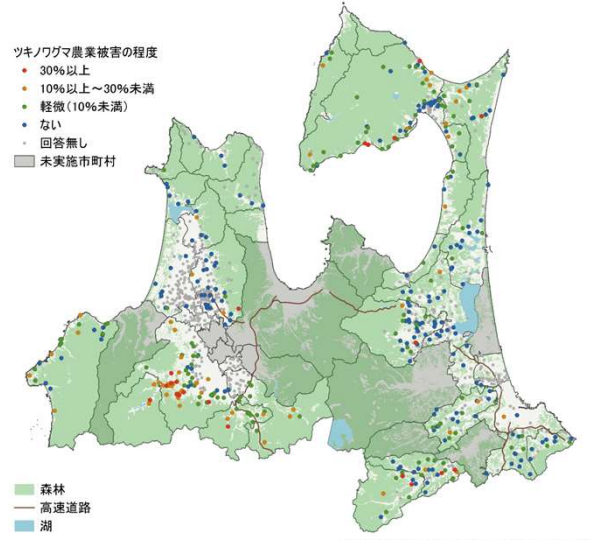 ツキノワグマ農業被害の程度
30%以上
10%以上～30%未満
軽微(10%未満)
ない
回答無し
未実施市町村
森林
高速道路
湖